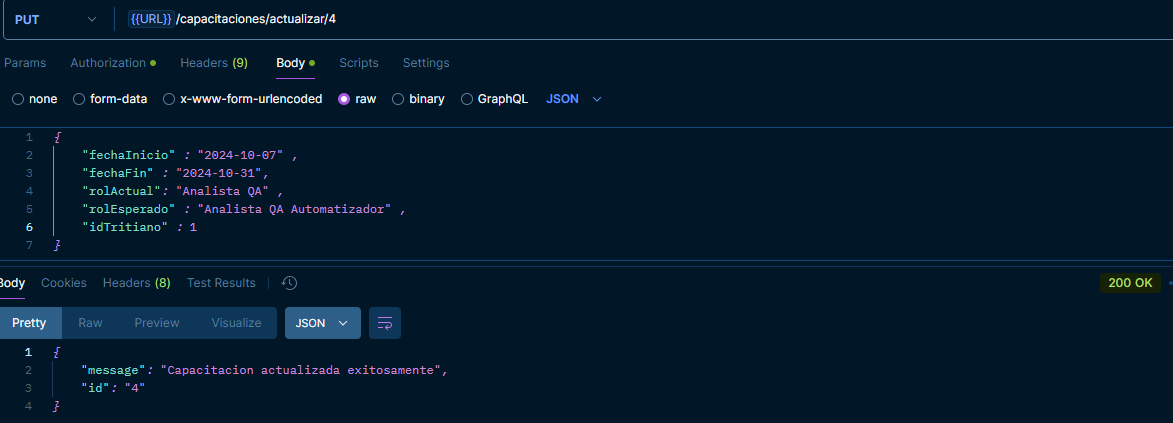 PUT {{URL}}/capacitaciones/actualizar/4
Params Authorization Headers (9) Body Scripts Settings
none form-data x-www-form-urlencoded raw binary GraphQL JSON
1 {
2 "fechaInicio" : "2024-10-07" ,
3 "fechaFin" : "2024-10-31",
4 "rolActual": "Analista QA" ,
5 "rolEsperado" : "Analista QA Automatizador" ,
6 "idTritiano" : 1
7 }
Body Cookies Headers (8) Test Results 200 OK
Pretty Raw Preview Visualize JSON
1 {
2 "message": "Capacitacion actualizada exitosamente",
3 "id": "4"
4 }